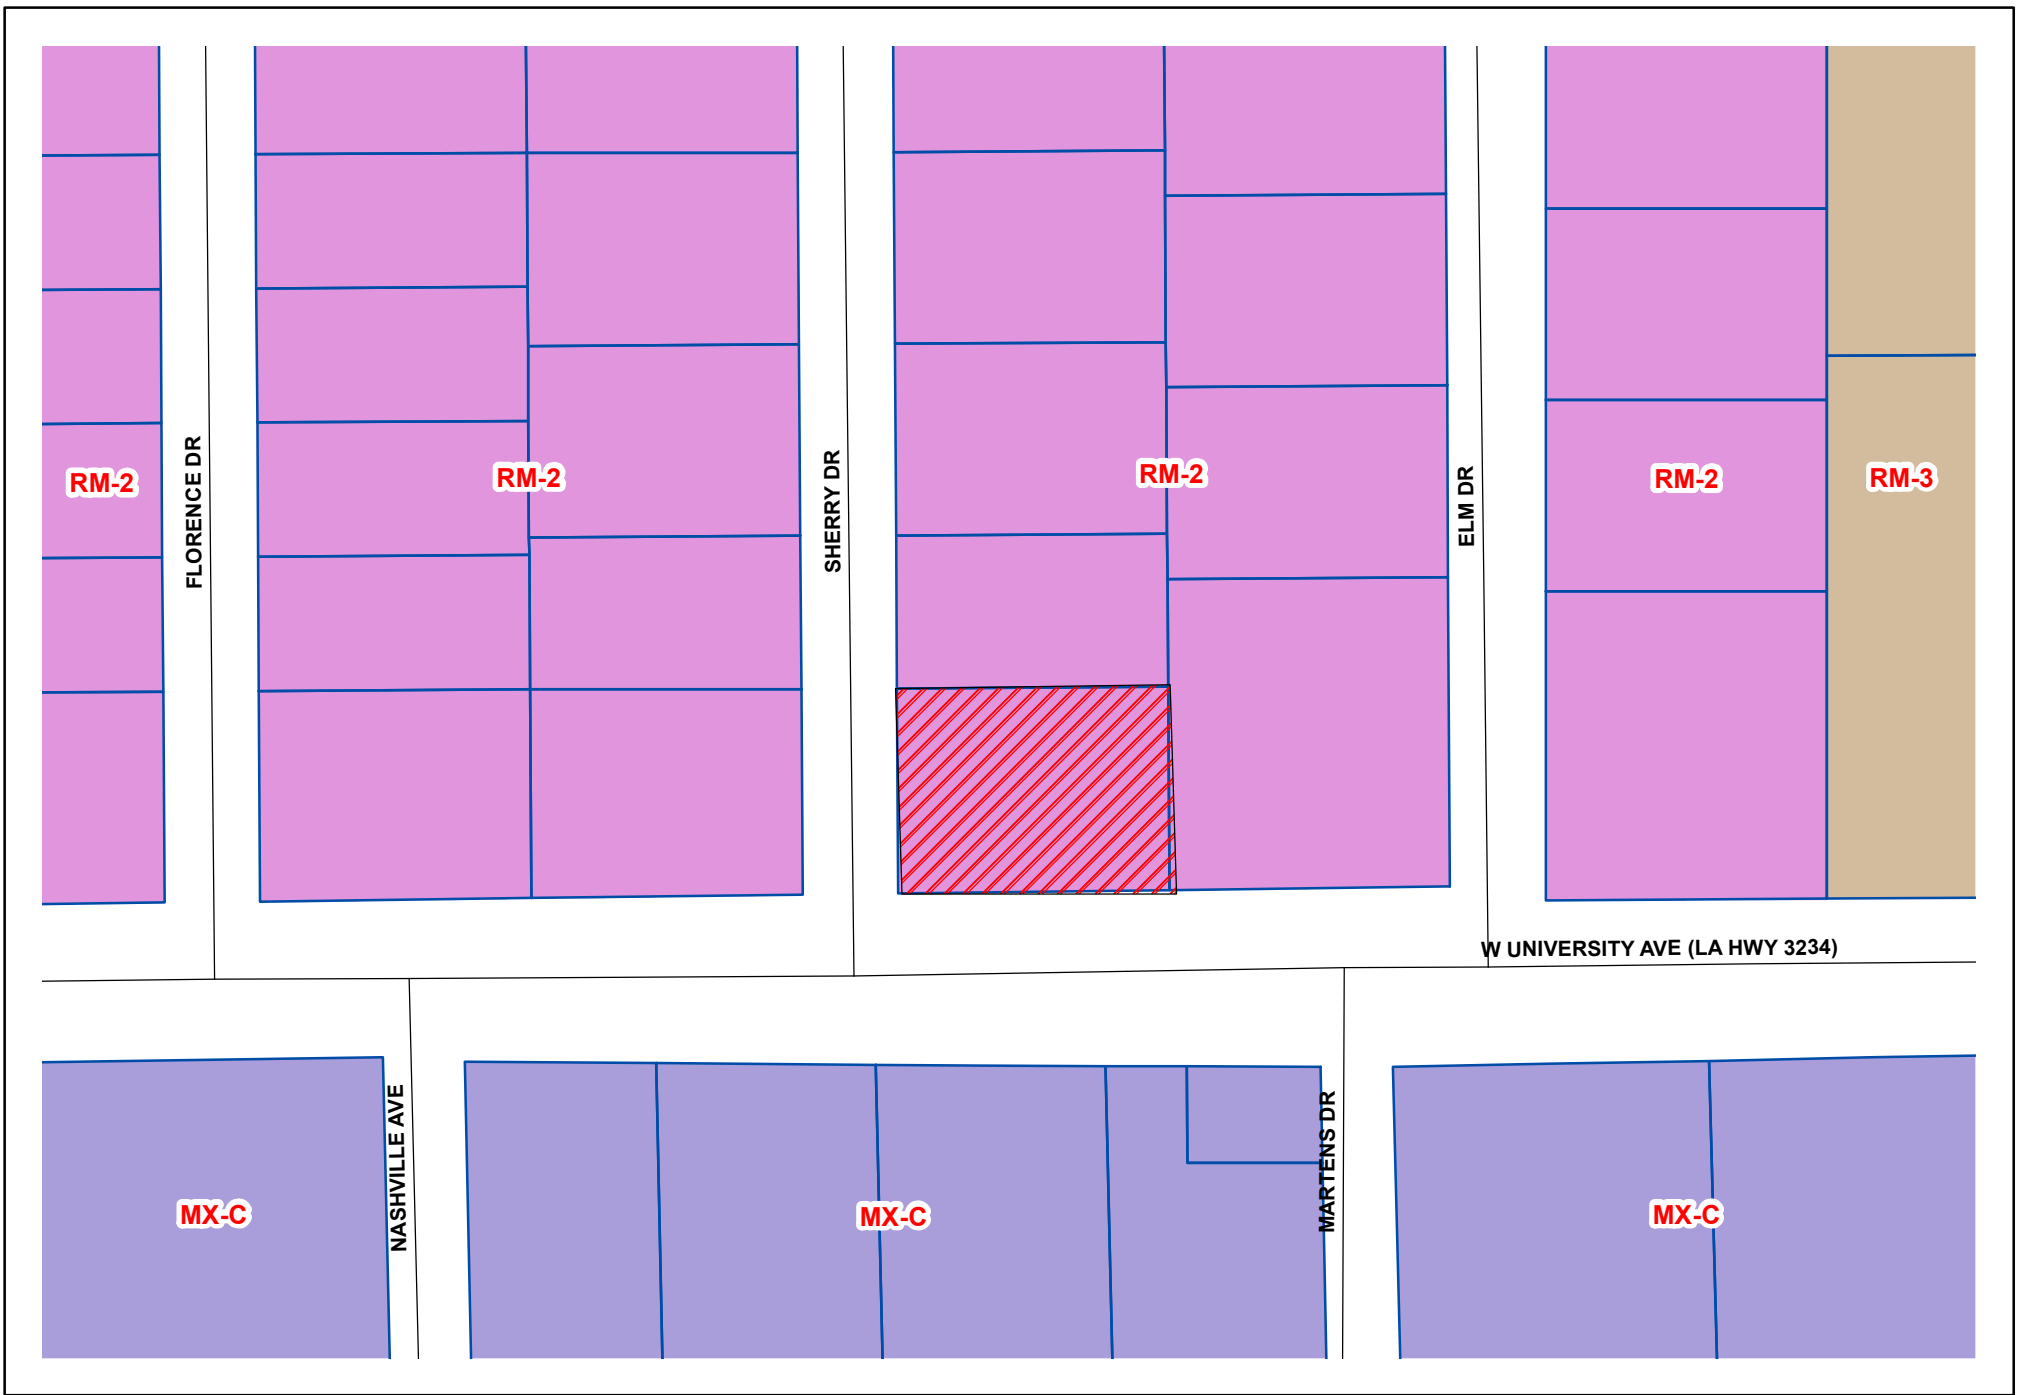 RM-2
FLORENCE DR
RM-2
SHERRY DR
RM-2
ELM DR
RM-2
RM-3
W UNIVERSITY AVE (LA HWY 3234)
MX-C
NASHVILLE AVE
MX-C
MARTENS DR
MX-C